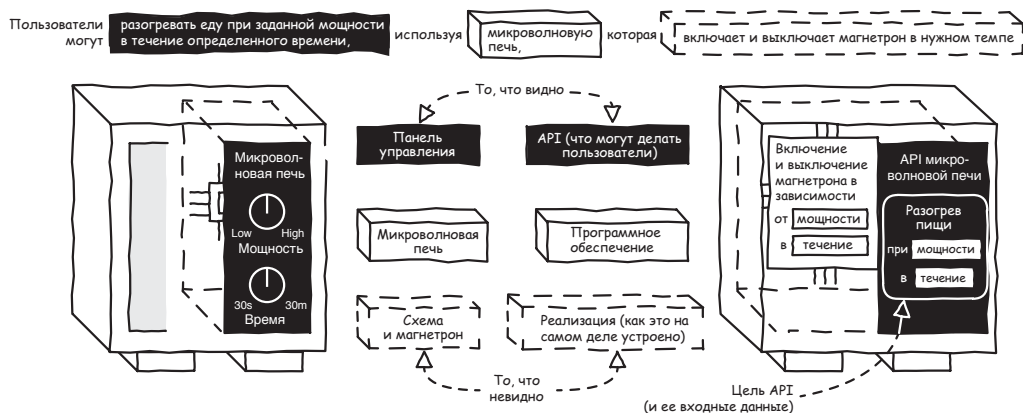 Пользователи
могут
разогревать еду при заданной мощности
в течение определенного времени,
используя
микроволновую
печь,
которая
включает и выключает магнетрон в нужном темпе
То, что видно
Микровол-
новая печь
Low
High
Мощность
30s
30m
Время
Панель
управления
API (что могут делать
пользователи)
Микроволновая
печь
Программное
обеспечение
Схема
и магнетрон
Реализация (как это на
самом деле устроено)
То, что
невидно
Включение
и выключение
магнетрона в
зависимости
от мощности
в течение
API микро-
волновой печи
Разогрев
пищи
при мощности
в течение
Цель API
(и ее входные данные)